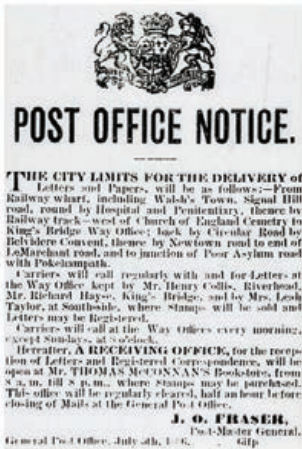 POST OFFICE NOTICE.
THE CITY LIMITS FOR THE DELIVERY of
Letters and Papers, will be as follows:—From
Railway wharf, including Walsh's Town, Signal Hill
road, round by Hospital and Penitentiary, thence by
Railway track—west of Church of England Cemetry to
King's Bridge Way Office; back by Circular Road by
Belvidere Convent, thence by Newtown road to end of
LeMarchant road, and to junction of Poor Asylum road
with Pokehampath.
Carriers will call regularly with and for Letters at
the Way Office kept by Mr. Henry Collis, Riverhead,
Mr. Richard Hayse, King's Bridge, and by Mrs. Leah
Taylor, at Southside, where Stamps will be sold and
Letters may be Registered.
Carriers will call at the Way Offices every morning,
except Sundays, at 8 o'clock.
Hereafter, A RECEIVING OFFICE, for the recep-
tion of Letters and Registered Correspondence, will be
open at Mr. THOMAS McCONNAN'S Bookstore, from
8 a.m. till 8 p.m., where Stamps may be purchased.
This office will be regularly cleared, half an hour before
closing of Mails at the General Post Office.
J. O. FRASER,
Post-Master General.
General Post Office, July 5th,